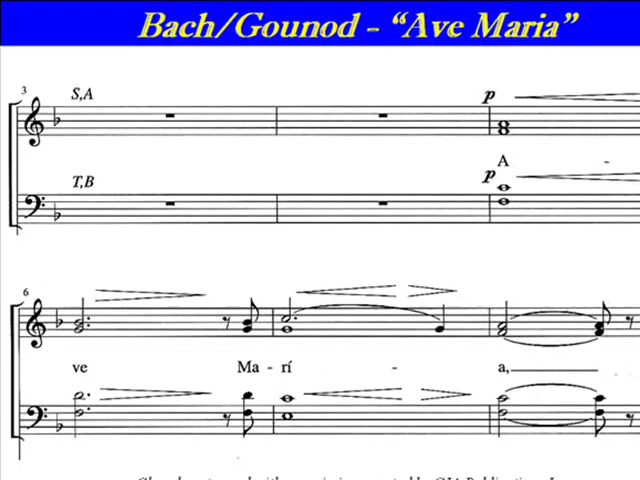 Bach/Gounod - “Ave Maria”
3
S,A
p
A -
T,B
p
6
ve Ma - rí - a,